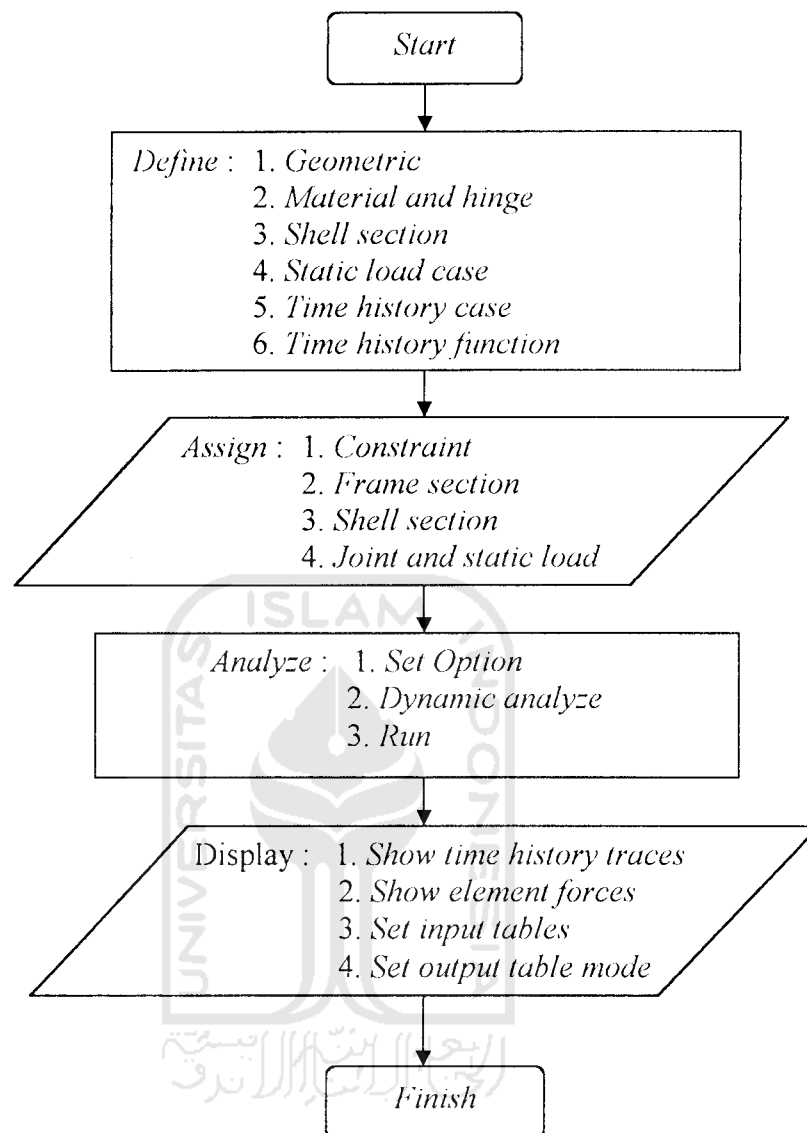 Start
Define : 1. Geometric
2. Material and hinge
3. Shell section
4. Static load case
5. Time history case
6. Time history function
Assign : 1. Constraint
2. Frame section
3. Shell section
4. Joint and static load
Analyze : 1. Set Option
2. Dynamic analyze
3. Run
Display : 1. Show time history traces
2. Show element forces
3. Set input tables
4. Set output table mode
Finish
UNIVERSITAS ISLAM INDONESIA